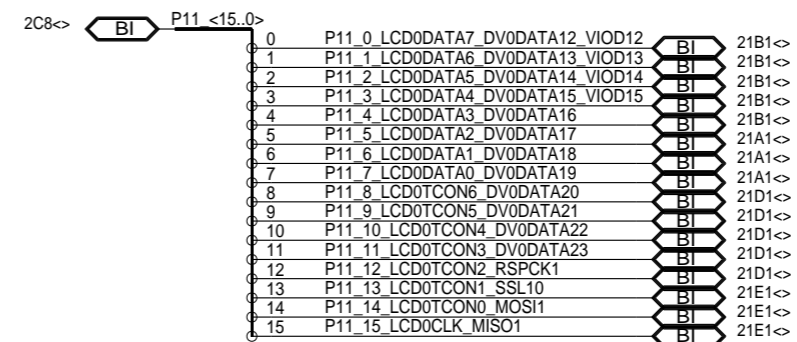 2C8<> BI P11_<15..0>
0 P11_0_LCD0DATA7_DV0DATA12_VIOD12 BI 21B1<>
1 P11_1_LCD0DATA6_DV0DATA13_VIOD13 BI 21B1<>
2 P11_2_LCD0DATA5_DV0DATA14_VIOD14 BI 21B1<>
3 P11_3_LCD0DATA4_DV0DATA15_VIOD15 BI 21B1<>
4 P11_4_LCD0DATA3_DV0DATA16 BI 21B1<>
5 P11_5_LCD0DATA2_DV0DATA17 BI 21A1<>
6 P11_6_LCD0DATA1_DV0DATA18 BI 21A1<>
7 P11_7_LCD0DATA0_DV0DATA19 BI 21A1<>
8 P11_8_LCD0TCON6_DV0DATA20 BI 21D1<>
9 P11_9_LCD0TCON5_DV0DATA21 BI 21D1<>
10 P11_10_LCD0TCON4_DV0DATA22 BI 21D1<>
11 P11_11_LCD0TCON3_DV0DATA23 BI 21D1<>
12 P11_12_LCD0TCON2_RSPCK1 BI 21D1<>
13 P11_13_LCD0TCON1_SSL10 BI 21E1<>
14 P11_14_LCD0TCON0_MOSI1 BI 21E1<>
15 P11_15_LCD0CLK_MISO1 BI 21E1<>